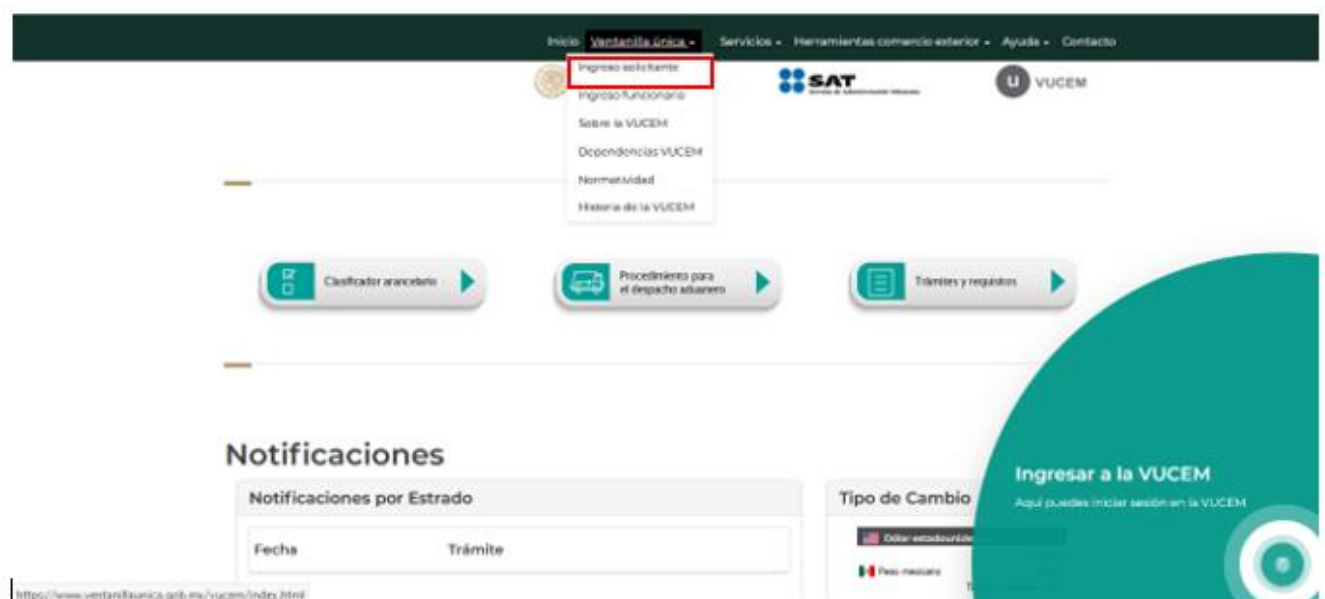 Inicio Ventanilla única Servicios Herramientas comercio exterior Ayuda Contacto
Ingreso solicitante
Ingreso funcionario
Sobre la VUCEM
Dependencias VUCEM
Normatividad
Historia de la VUCEM
SAT
U VUCEM
Clasificador arancelario
Procedimiento para
el despacho aduanero
Trámites y requisitos
Notificaciones
Notificaciones por Estrado
Fecha Trámite
Tipo de Cambio
Dólar estadounide
Peso mexicano
Ingresar a la VUCEM
Aquí puedes iniciar sesión en la VUCEM
https://www.ventanillaunica.gob.mx/vucem/index.html